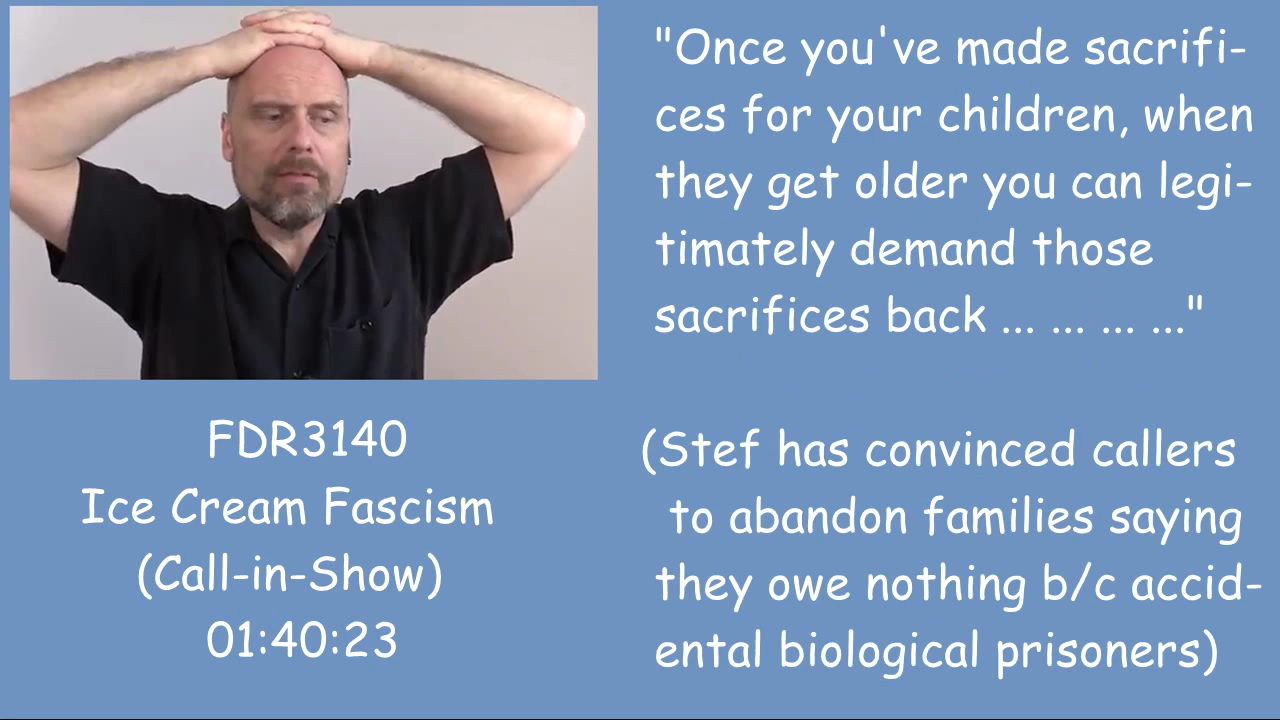 "Once you've made sacrifi-
ces for your children, when
they get older you can legi-
timately demand those
sacrifices back ... ... ... ..."
FDR3140
Ice Cream Fascism
(Call-in-Show)
01:40:23
(Stef has convinced callers
to abandon families saying
they owe nothing b/c accid-
ental biological prisoners)